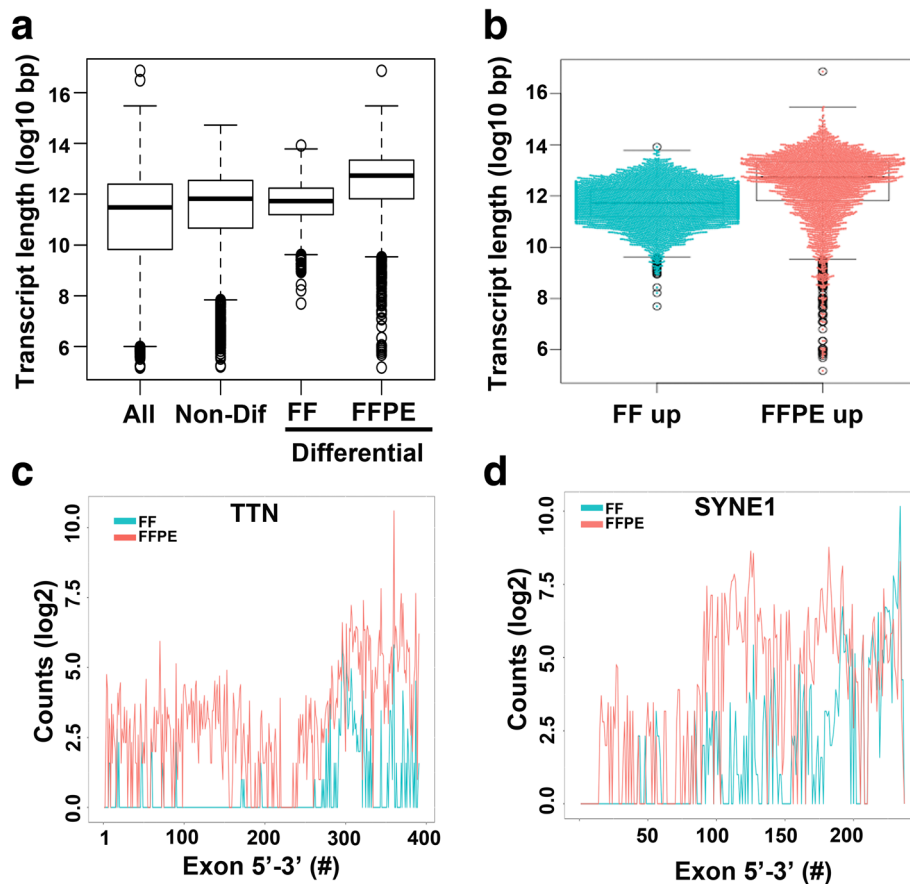 a
Transcript length (log10 bp)
16
14
12
10
8
6
All Non-Dif FF FFPE
Differential
b
Transcript length (log10 bp)
16
14
12
10
8
6
FF up FFPE up
c
TTN
FF
FFPE
Counts (log2)
10.0
7.5
5.0
2.5
0.0
1 100 200 300 400
Exon 5’-3’ (#)
d
SYNE1
FF
FFPE
Counts (log2)
10.0
7.5
5.0
2.5
0.0
50 100 150 200
Exon 5’-3’ (#)